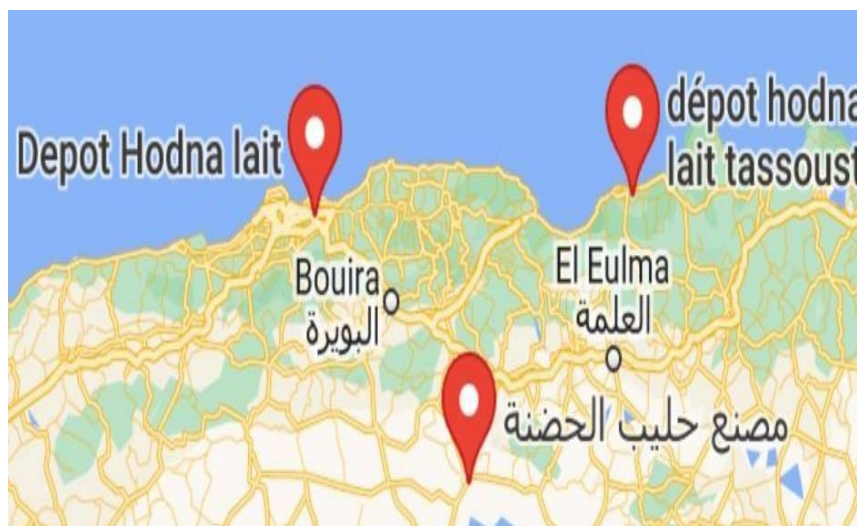 dépot hodna
lait tassoust
Depot Hodna lait
Bouira
البويرة
El Eulma
العلمة
مصنع حليب الحضنة